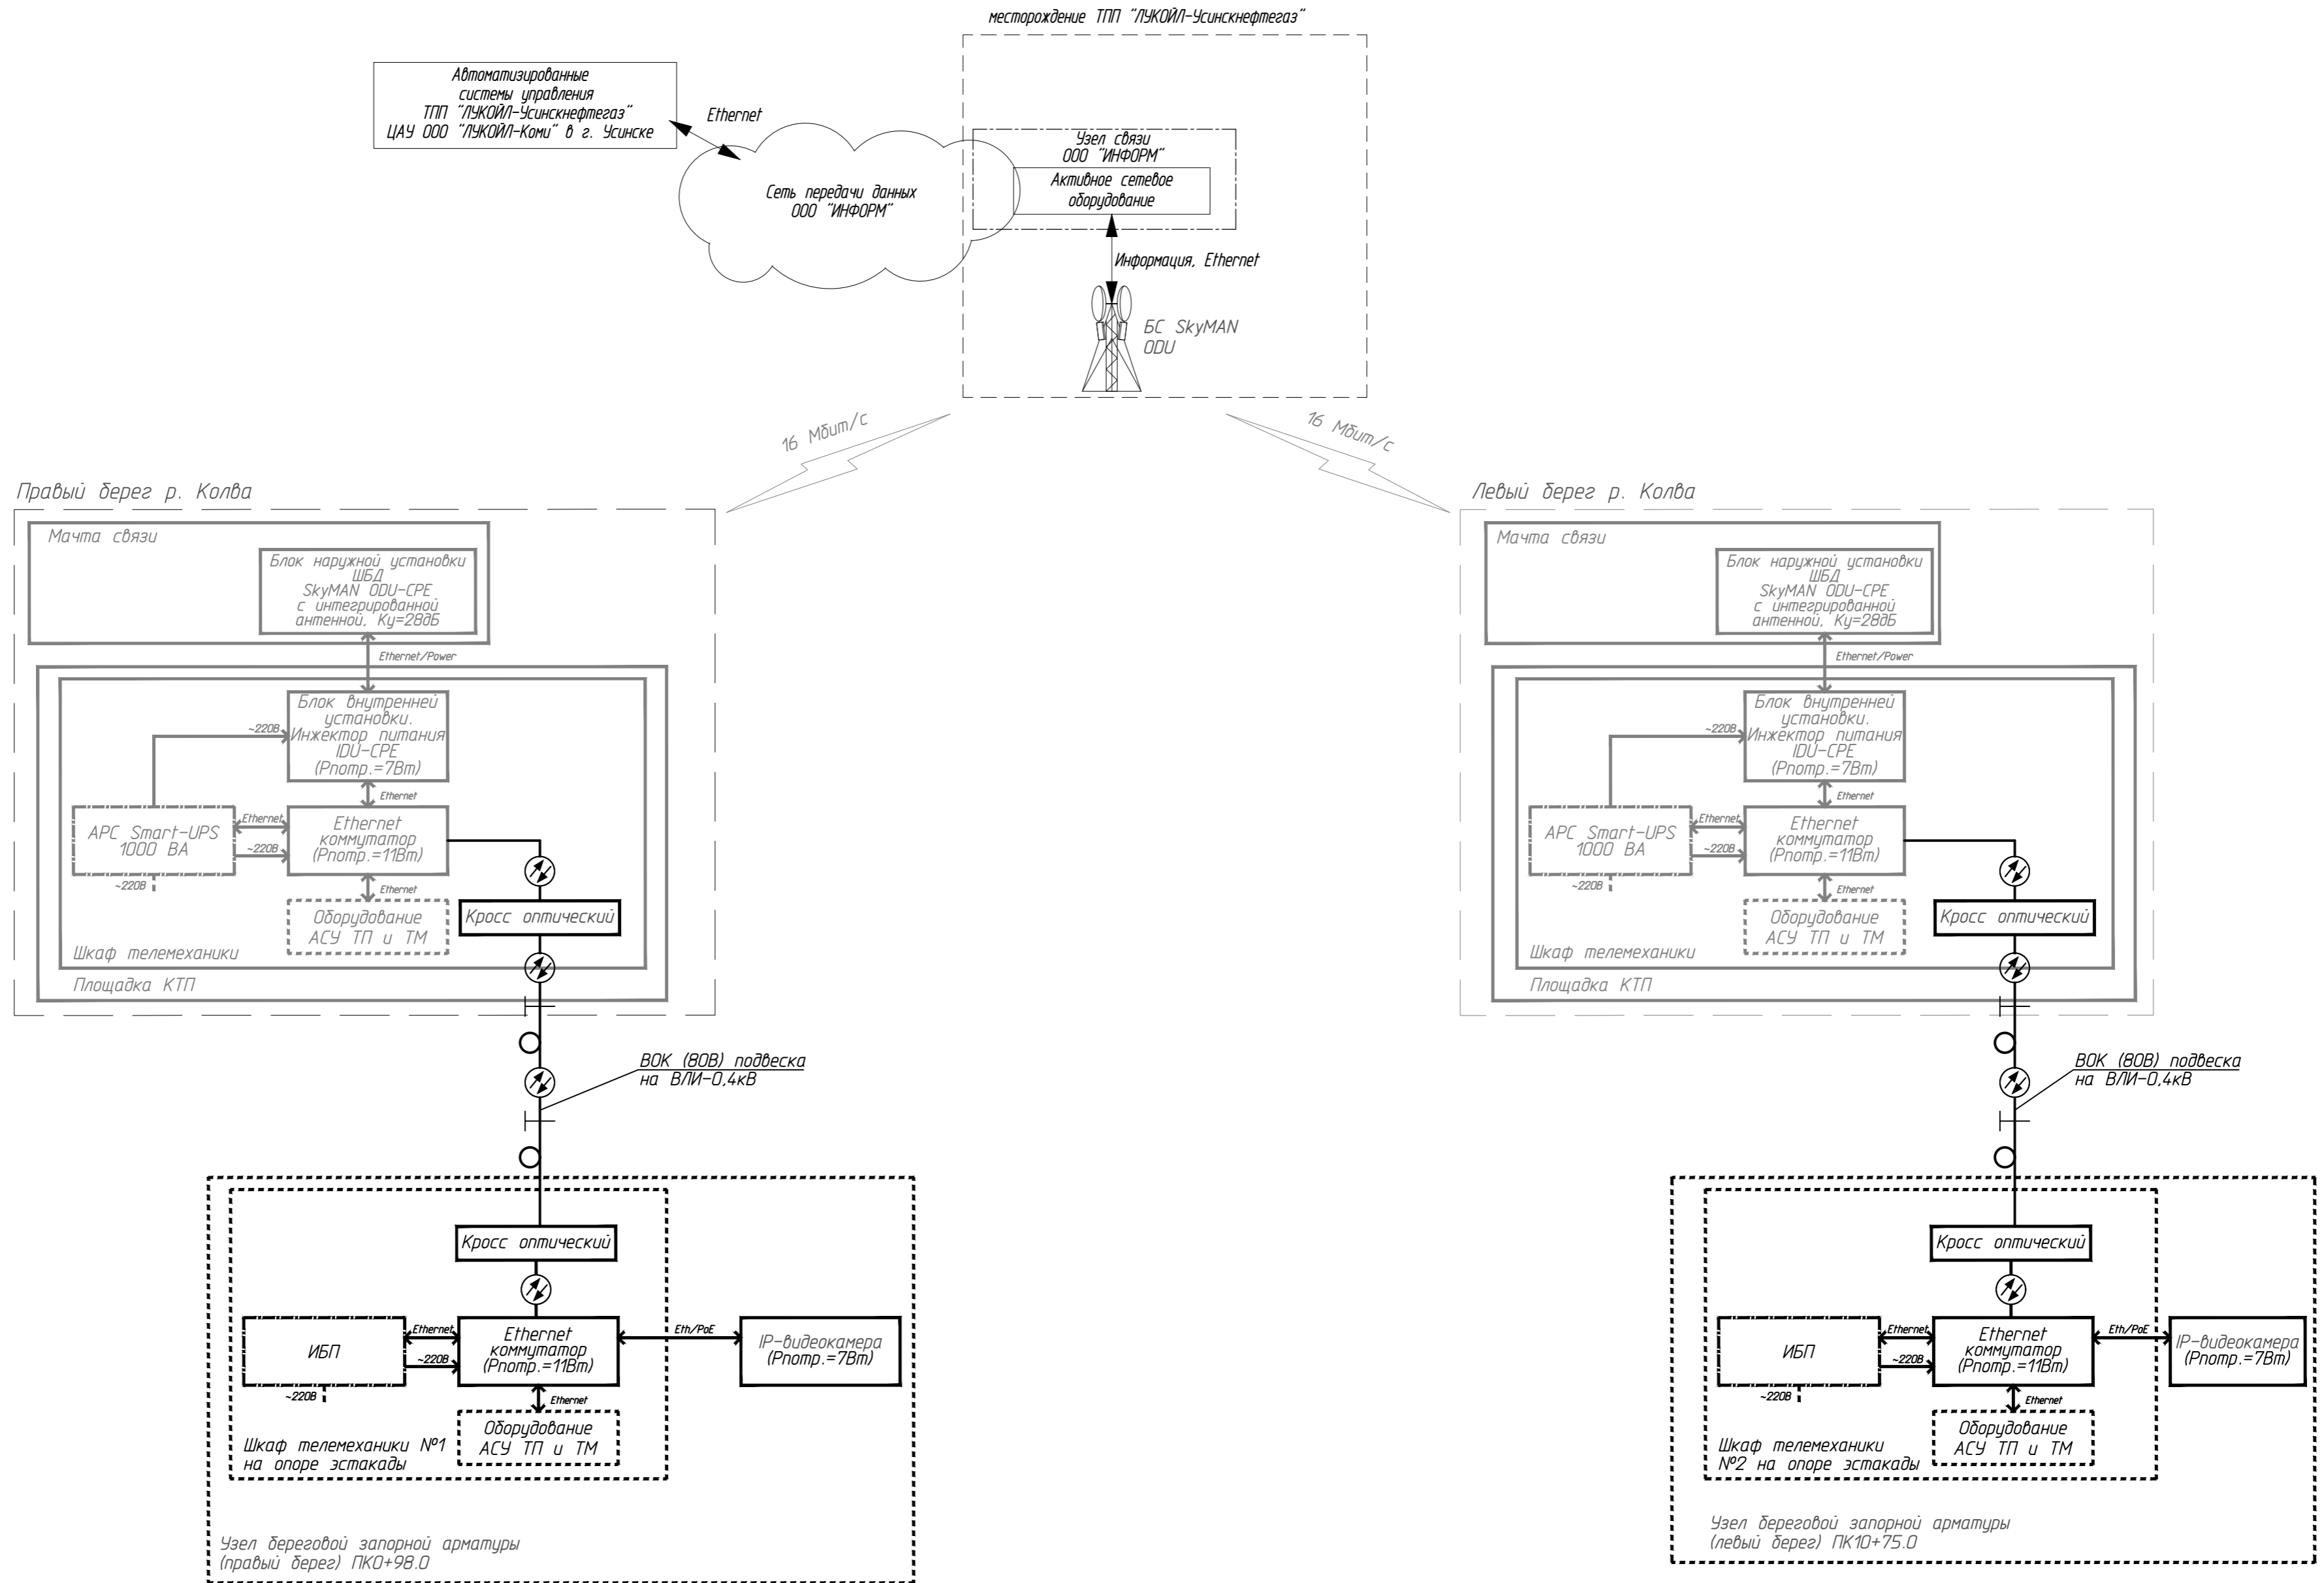 месторождение ТПП "ЛУКОЙЛ-Усинскнефтегаз"
Автоматизированные
системы управления
ТПП "ЛУКОЙЛ-Усинскнефтегаз"
ЦАУ ООО "ЛУКОЙЛ-Коми" в г. Усинске
Ethernet
Сеть передачи данных
ООО "ИНФОРМ"
Узел связи
ООО "ИНФОРМ"
Активное сетевое
оборудование
Информация, Ethernet
БС SkyMAN
ODU
16 Мбит/с
16 Мбит/с
Правый берег р. Колва
Мачта связи
Блок наружной установки
ШБД
SkyMAN ODU-CPE
с интегрированной
антенной, Ку=28дБ
Ethernet/Power
Блок внутренней
установки.
Инжектор питания
IDU-CPE
(Рпотр.=7Вт)
~220В
Ethernet
APC Smart-UPS
1000 ВА
Ethernet
~220В
~220В
Ethernet
коммутатор
(Рпотр.=11Вт)
Ethernet
Оборудование
АСУ ТП и ТМ
Кросс оптический
Шкаф телемеханики
Площадка КТП
ВОК (8ОВ) подвеска
на ВЛИ-0,4кВ
Кросс оптический
ИБП
Ethernet
~220В
~220В
Ethernet
коммутатор
(Рпотр.=11Вт)
Eth/PoE
IP-видеокамера
(Рпотр.=7Вт)
Ethernet
Оборудование
АСУ ТП и ТМ
Шкаф телемеханики №1
на опоре эстакады
Узел береговой запорной арматуры
(правый берег) ПК0+98.0
Левый берег р. Колва
Мачта связи
Блок наружной установки
ШБД
SkyMAN ODU-CPE
с интегрированной
антенной, Ку=28дБ
Ethernet/Power
Блок внутренней
установки.
Инжектор питания
IDU-CPE
(Рпотр.=7Вт)
~220В
Ethernet
APC Smart-UPS
1000 ВА
Ethernet
~220В
~220В
Ethernet
коммутатор
(Рпотр.=11Вт)
Ethernet
Оборудование
АСУ ТП и ТМ
Кросс оптический
Шкаф телемеханики
Площадка КТП
ВОК (8ОВ) подвеска
на ВЛИ-0,4кВ
Кросс оптический
ИБП
Ethernet
~220В
~220В
Ethernet
коммутатор
(Рпотр.=11Вт)
Eth/PoE
IP-видеокамера
(Рпотр.=7Вт)
Ethernet
Оборудование
АСУ ТП и ТМ
Шкаф телемеханики
№2 на опоре эстакады
Узел береговой запорной арматуры
(левый берег) ПК10+75.0